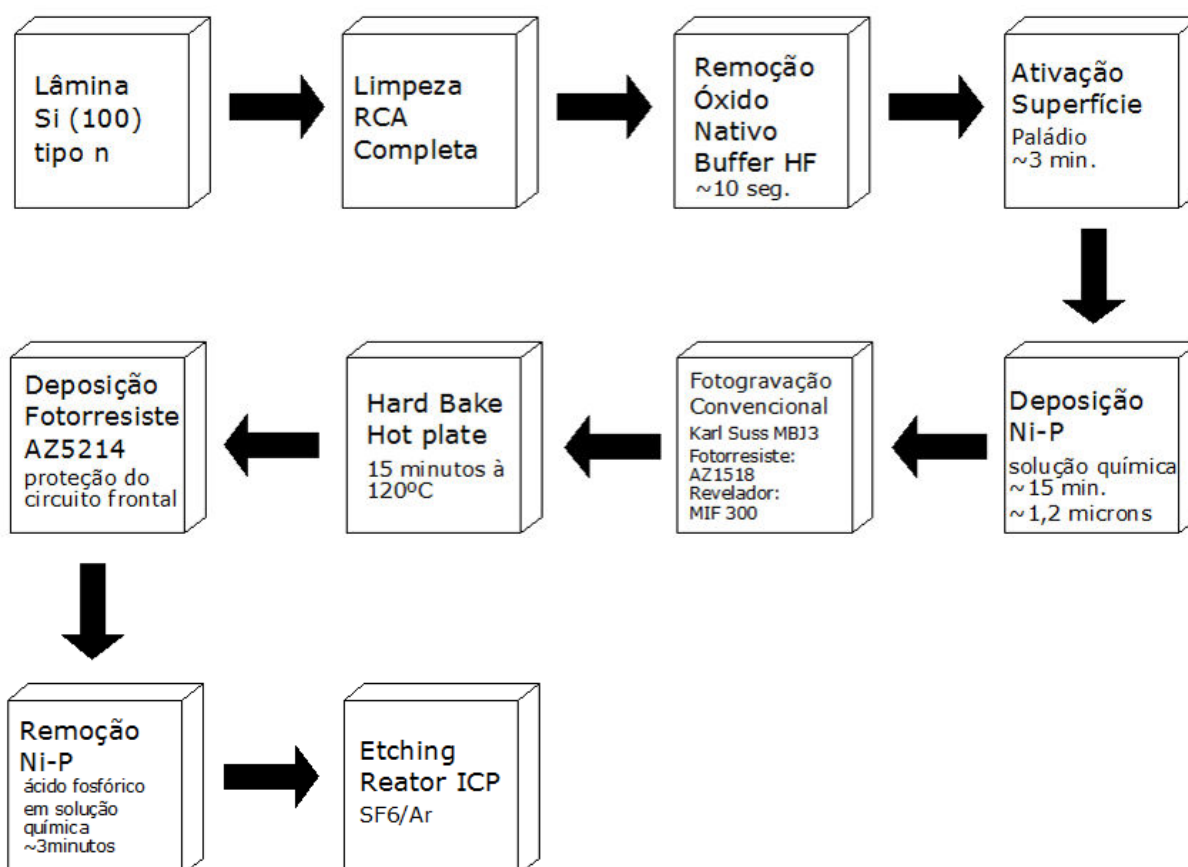 Lâmina
Si (100)
tipo n
Limpeza
RCA
Completa
Remoção
Óxido
Nativo
Buffer HF
~10 seg.
Ativação
Superfície
Paládio
~3 min.
Deposição
Ni-P
solução química
~15 min.
~1,2 microns
Fotogravação
Convencional
Karl Suss MBJ3
Fotorresiste:
AZ1518
Revelador:
MIF 300
Hard Bake
Hot plate
15 minutos à
120ºC
Deposição
Fotorresiste
AZ5214
proteção do
circuito frontal
Remoção
Ni-P
ácido fosfórico
em solução
química
~3minutos
Etching
Reator ICP
SF6/Ar